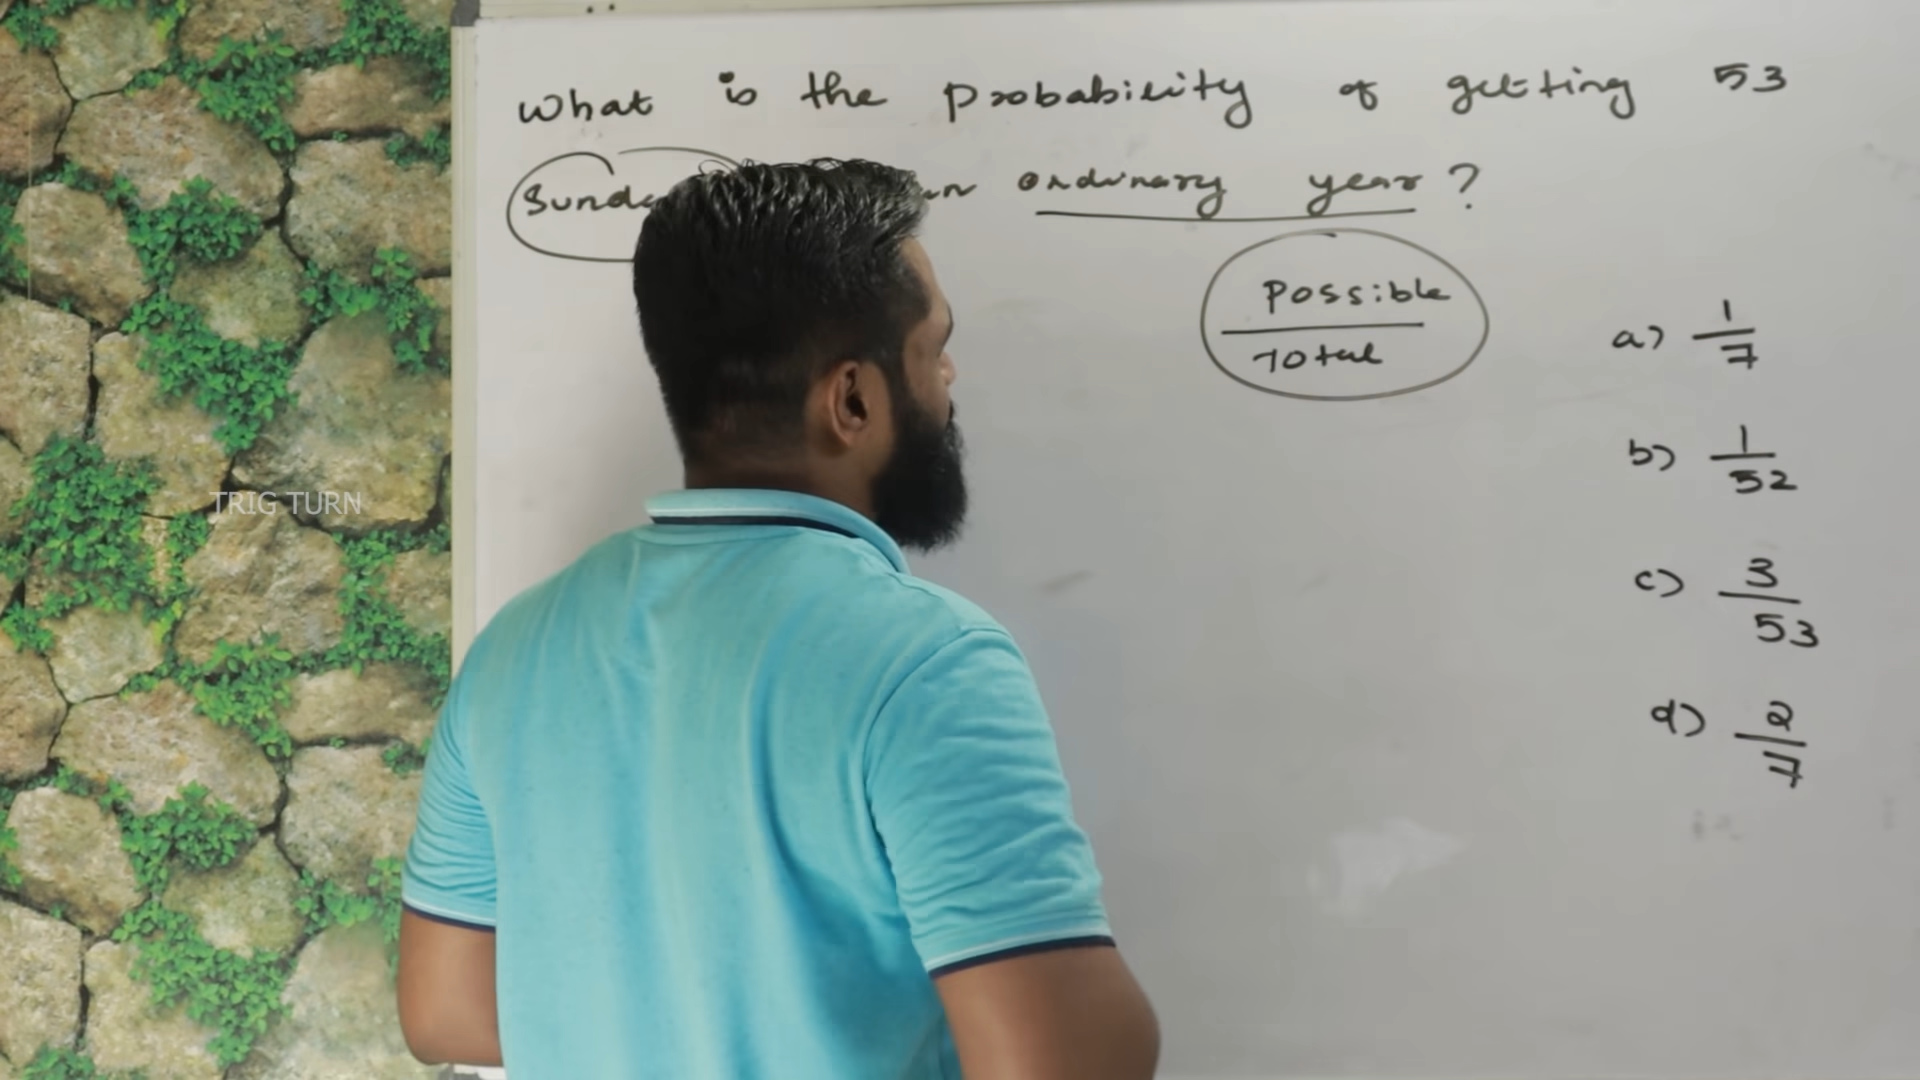 What is the probability of getting 53
ordinary year ?
Possible
Total
a) 1
7
b) 1
52
c) 3
53
d) 2
7
TRIG TURN